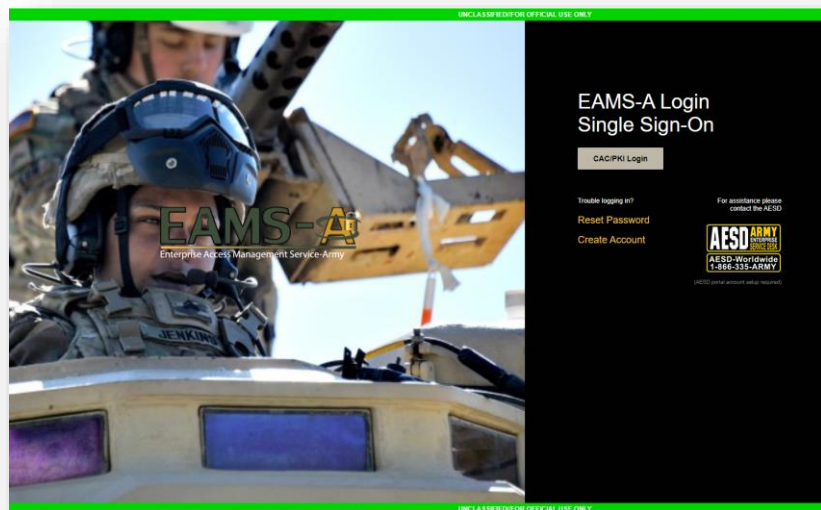 UNCLASSIFIED/FOR OFFICIAL USE ONLY
EAMS-A
Enterprise Access Management Service-Army
JENKINS
EAMS-A Login
Single Sign-On
CAC/PKI Login
Trouble logging in?
Reset Password
Create Account
For assistance please
contact the AESD
AESD ARMY
ENTERPRISE
SERVICE DESK
AESD-Worldwide
1-866-335-ARMY
(AESD portal account setup required)
UNCLASSIFIED/FOR OFFICIAL USE ONLY